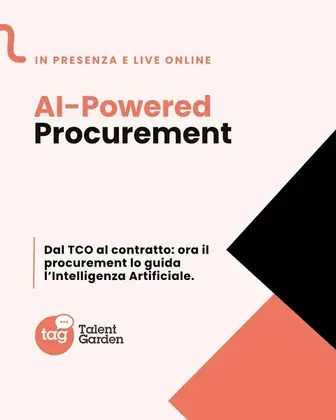 IN PRESENZA E LIVE ONLINE
AI-Powered
Procurement
Dal TCO al contratto: ora il
procurement lo guida
l’Intelligenza Artificiale.
tag
Talent
Garden